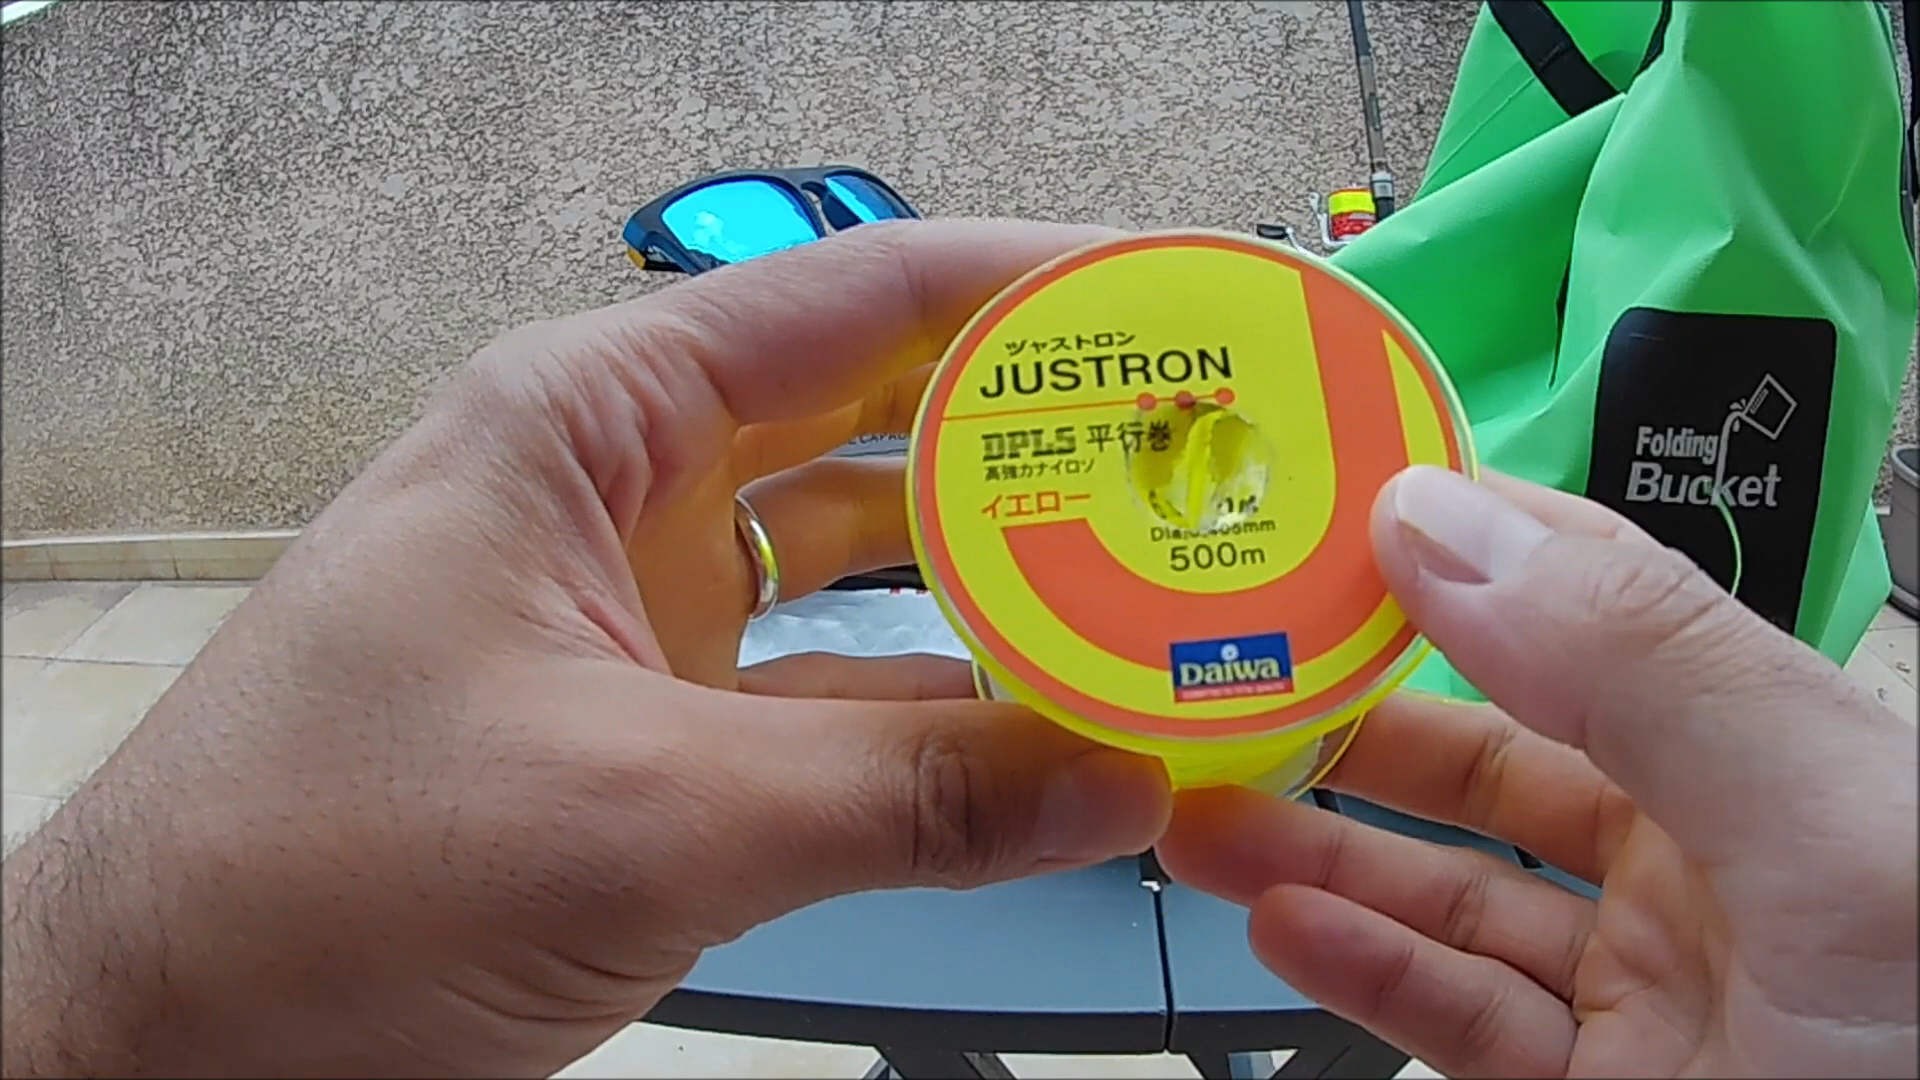 ヅャストロン
JUSTRON
DPLS 平行巻
高強力ナイロン
イエロー
500m
Daiwa
Folding
Bucket